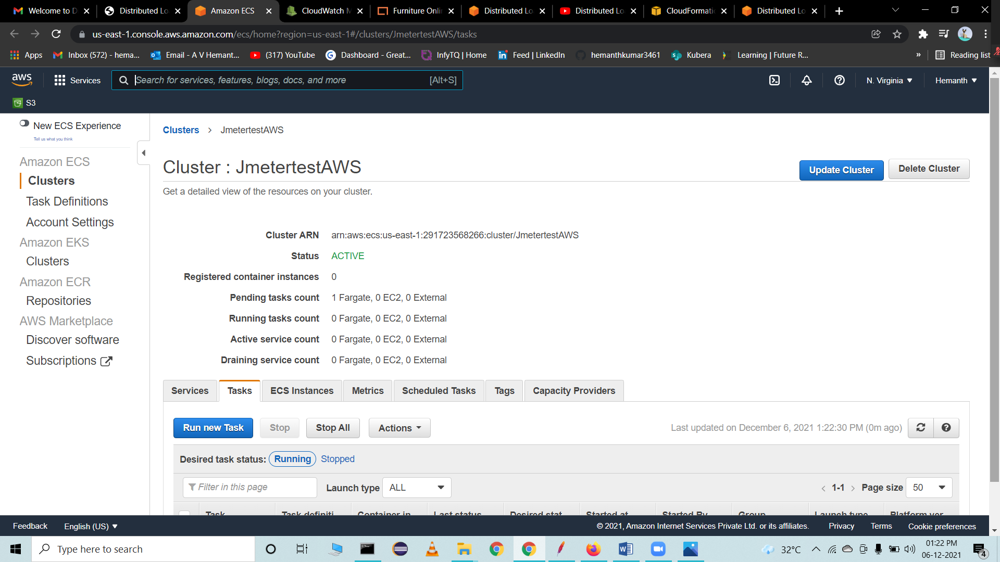 Welcome to D
Distributed Lo
Amazon ECS
CloudWatch M
Furniture Onli
Distributed Lo
Distributed Lo
CloudFormati
Distributed Lo
us-east-1.console.aws.amazon.com/ecs/home?region=us-east-1#/clusters/JmetertestAWS/tasks
Apps
Inbox (572) - hema...
Email - A V Hemant...
(317) YouTube
Dashboard - Great...
InfyTQ | Home
Feed | LinkedIn
hemanthkumar3461
Kubera
Learning | Future R...
»
Reading list
aws
Services
Search for services, features, blogs, docs, and more
[Alt+S]
N. Virginia
Hemanth
S3
New ECS Experience
Tell us what you think
Amazon ECS
Clusters
Task Definitions
Account Settings
Amazon EKS
Clusters
Amazon ECR
Repositories
AWS Marketplace
Discover software
Subscriptions
Clusters > JmetertestAWS
Cluster : JmetertestAWS
Update Cluster
Delete Cluster
Get a detailed view of the resources on your cluster.
Cluster ARN arn:aws:ecs:us-east-1:291723568266:cluster/JmetertestAWS
Status ACTIVE
Registered container instances 0
Pending tasks count 1 Fargate, 0 EC2, 0 External
Running tasks count 0 Fargate, 0 EC2, 0 External
Active service count 0 Fargate, 0 EC2, 0 External
Draining service count 0 Fargate, 0 EC2, 0 External
Services
Tasks
ECS Instances
Metrics
Scheduled Tasks
Tags
Capacity Providers
Run new Task
Stop
Stop All
Actions
Last updated on December 6, 2021 1:22:30 PM (0m ago)
Desired task status: Running Stopped
Filter in this page
Launch type ALL
< 1-1 > Page size 50
Task
Task definiti
Container in
Last status
Desired stat
Started at
Started By
Group
Launch type
Platform ver
Feedback
English (US)
© 2021, Amazon Internet Services Private Ltd. or its affiliates.
Privacy
Terms
Cookie preferences
Type here to search
32°C
01:22 PM
06-12-2021
4